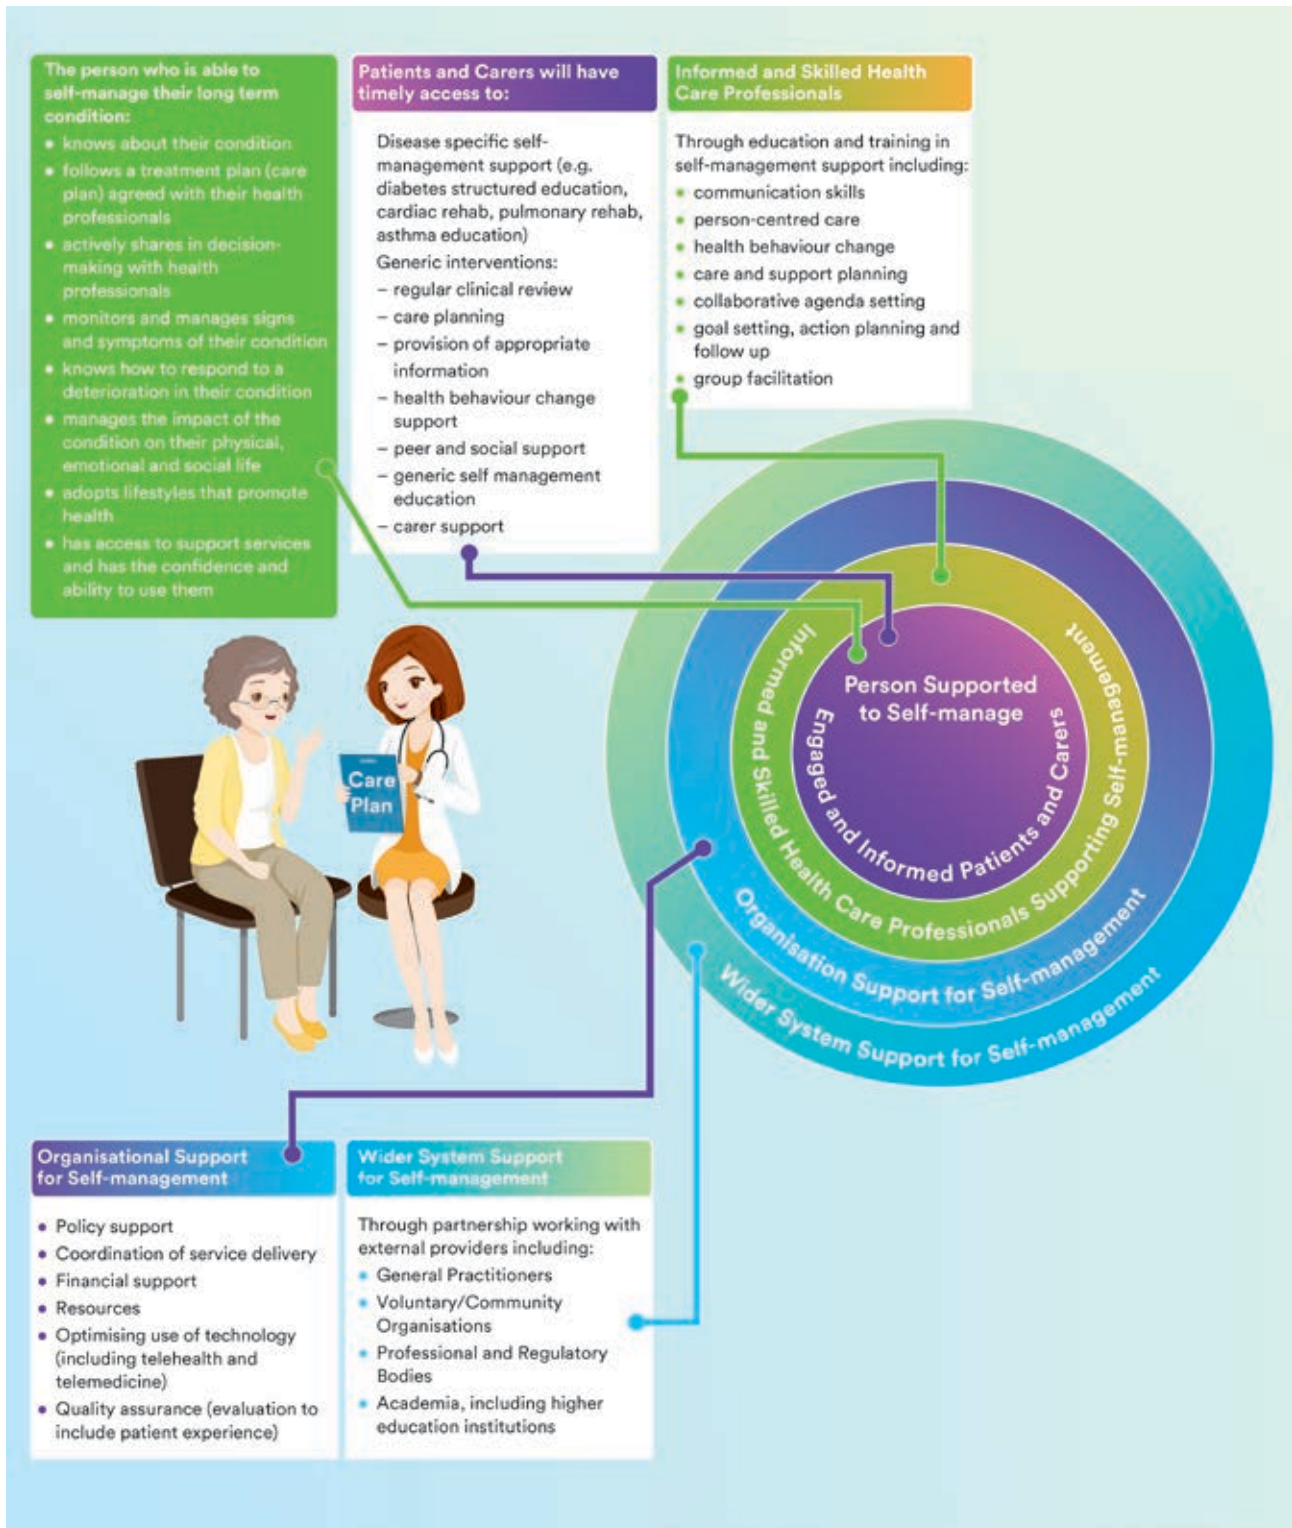 The person who is able to
self-manage their long term
condition:
• knows about their condition
• follows a treatment plan (care
plan) agreed with their health
professionals
• actively shares in decision-
making with health
professionals
• monitors and manages signs
and symptoms of their condition
• knows how to respond to a
deterioration in their condition
• manages the impact of the
condition on their physical,
emotional and social life
• adopts lifestyles that promote
health
• has access to support services
and has the confidence and
ability to use them
Patients and Carers will have
timely access to:
Disease specific self-
management support (e.g.
diabetes structured education,
cardiac rehab, pulmonary rehab,
asthma education)
Generic interventions:
– regular clinical review
– care planning
– provision of appropriate
information
– health behaviour change
support
– peer and social support
– generic self management
education
– carer support
Informed and Skilled Health
Care Professionals
Through education and training in
self-management support including:
• communication skills
• person-centred care
• health behaviour change
• care and support planning
• collaborative agenda setting
• goal setting, action planning and
follow up
• group facilitation
Person Supported
to Self-manage
Engaged and Informed Patients and Carers
Informed and Skilled Health Care Professionals Supporting Self-management
Organisation Support for Self-management
Wider System Support for Self-management
Care
Plan
Organisational Support
for Self-management
• Policy support
• Coordination of service delivery
• Financial support
• Resources
• Optimising use of technology
(including telehealth and
telemedicine)
• Quality assurance (evaluation to
include patient experience)
Wider System Support
for Self-management
Through partnership working with
external providers including:
• General Practitioners
• Voluntary/Community
Organisations
• Professional and Regulatory
Bodies
• Academia, including higher
education institutions